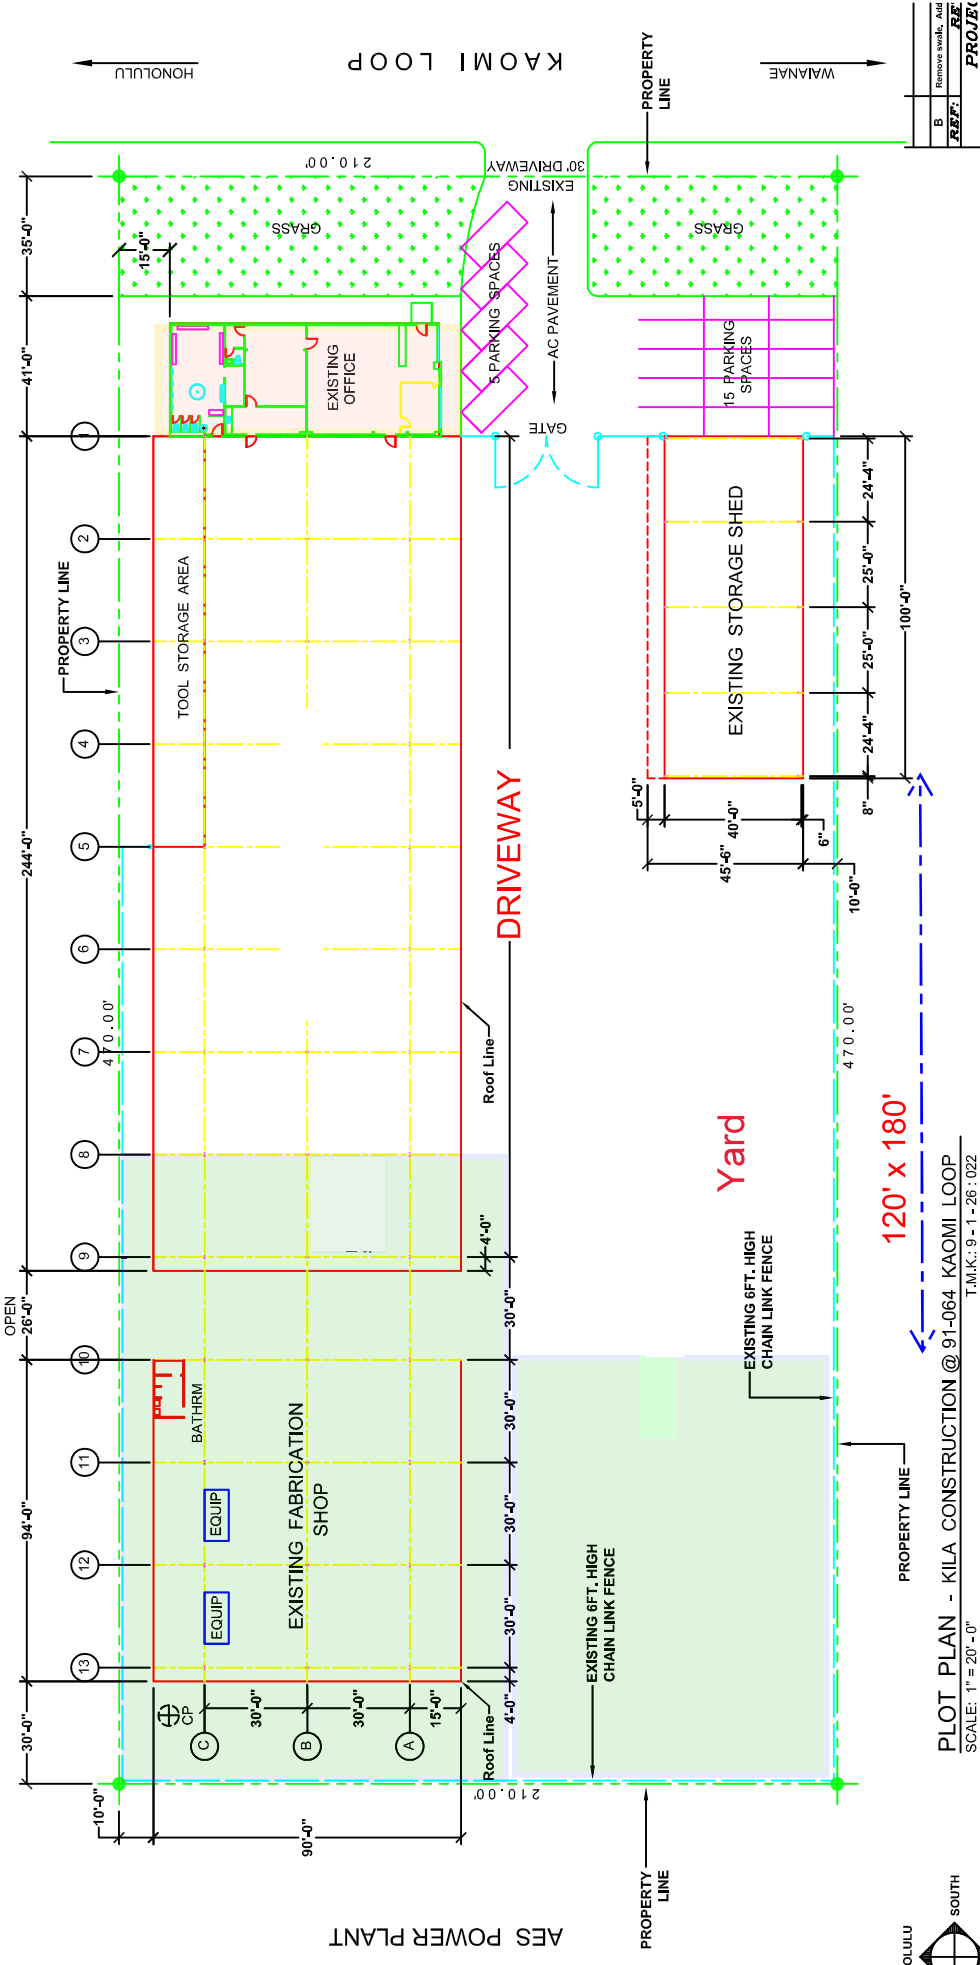 HONOLULU
KAOMI LOOP
WAIANAE
PROPERTY
LINE
B
Remove swale, Add
REF:
RE
PROJEC
210.00'
EXISTING
30' DRIVEWAY
35'-0"
15'-0"
GRASS
GRASS
41'-0"
5 PARKING SPACES
AC PAVEMENT
15 PARKING
SPACES
EXISTING
OFFICE
GATE
1
2
3
4
5
6
7
8
9
10
11
12
13
PROPERTY LINE
TOOL STORAGE AREA
EXISTING STORAGE SHED
24'-4"
25'-0"
25'-0"
24'-4"
8"
100'-0"
244'-0"
5'-0"
40'-0"
6"
45'-6"
10'-0"
DRIVEWAY
470.00'
470.00'
Roof Line
Yard
120' x 180'
4'-0"
OPEN
26'-0"
30'-0"
30'-0"
30'-0"
30'-0"
4'-0"
EXISTING 6FT. HIGH
CHAIN LINK FENCE
BATHRM
EQUIP
EQUIP
EXISTING FABRICATION
SHOP
94'-0"
EXISTING 6FT. HIGH
CHAIN LINK FENCE
PROPERTY LINE
CP
C
B
A
30'-0"
30'-0"
15'-0"
Roof Line
30'-0"
10'-0"
90'-0"
210.00'
PROPERTY
LINE
AES POWER PLANT
PLOT PLAN - KILA CONSTRUCTION @ 91-064 KAOMI LOOP
SCALE: 1" = 20'-0"
T.M.K.: 9-1-26:022
OLULU
SOUTH